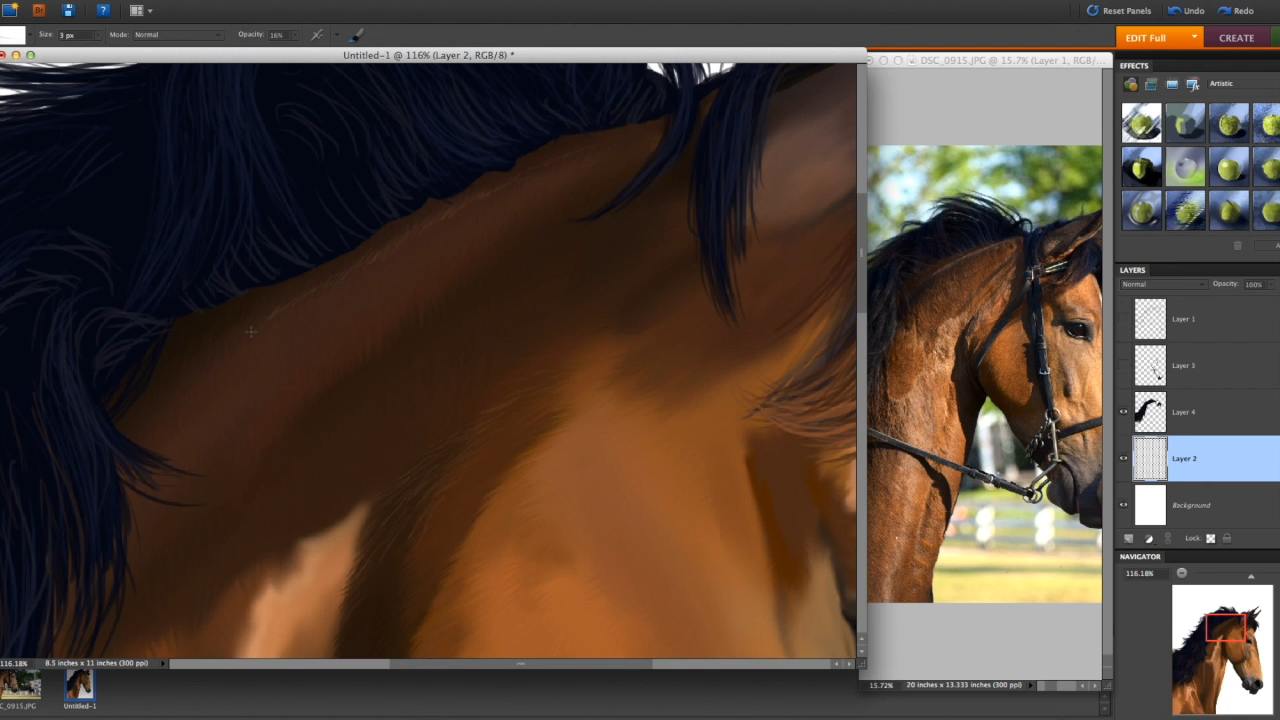 Br
?
Reset Panels
Undo
Redo
Size: 3 px
Mode: Normal
Opacity: 16%
EDIT Full
CREATE
Untitled-1 @ 116% (Layer 2, RGB/8) *
DSC_0915.JPG @ 15.7% (Layer 1, RGB/...
EFFECTS
Artistic
LAYERS
Normal
Opacity: 100%
Layer 1
Layer 3
Layer 4
Layer 2
Background
Lock:
NAVIGATOR
116.18%
116.18%
8.5 inches x 11 inches (300 ppi)
15.72%
20 inches x 13.333 inches (300 ppi)
C_0915.JPG
Untitled-1